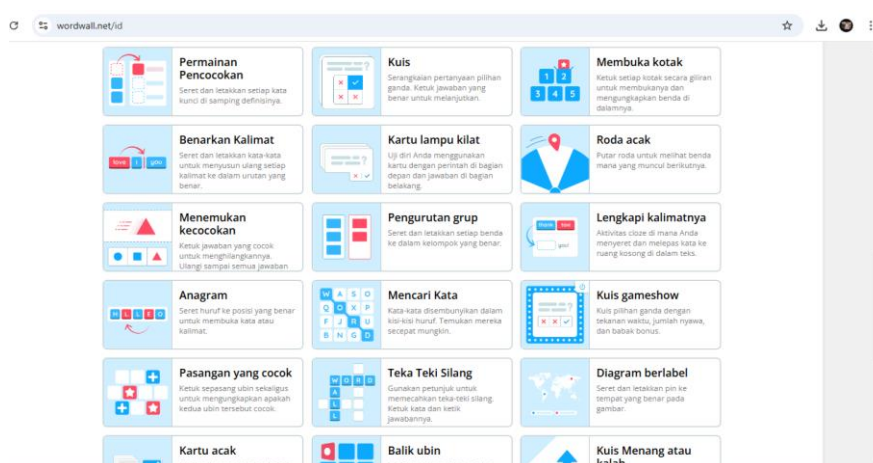 wordwall.net/id
Permainan
Pencocokan
Seret dan letakkan setiap kata
kunci di samping definisinya.
Kuis
Serangkaian pertanyaan pilihan
ganda. Ketuk jawaban yang
benar untuk melanjutkan.
Membuka kotak
Ketuk setiap kotak secara giliran
untuk membukanya dan
mengungkapkan benda di
dalamnya.
1 2
3 4 5
Benarkan Kalimat
Seret dan letakkan kata-kata
untuk menyusun ulang setiap
kalimat ke dalam urutan yang
benar.
love I you
Kartu lampu kilat
Uji diri Anda menggunakan
kartu dengan perintah di bagian
depan dan jawaban di bagian
belakang.
Roda acak
Putar roda untuk melihat benda
mana yang muncul berikutnya.
Menemukan
kecocokan
Ketuk jawaban yang cocok
untuk menghilangkannya.
Ulangi sampai semua jawaban
Pengurutan grup
Seret dan letakkan setiap benda
ke dalam kelompok yang benar.
Lengkapi kalimatnya
Aktivitas cloze di mana Anda
menyeret dan melepas kata ke
ruang kosong di dalam teks.
thank
you
Anagram
Seret huruf ke posisi yang benar
untuk membuka kata atau
kalimat.
H L L E O
Mencari Kata
Kata-kata disembunyikan dalam
kisi-kisi huruf. Temukan mereka
secepat mungkin.
W A S O
Q O X P
F J R U
B N G D
Kuis gameshow
Kuis pilihan ganda dengan
tekanan waktu, jumlah nyawa,
dan babak bonus.
Pasangan yang cocok
Ketuk sepasang ubin sekaligus
untuk mengungkapkan apakah
kedua ubin tersebut cocok.
Teka Teki Silang
Gunakan petunjuk untuk
memecahkan teka-teki silang.
Ketuk kata dan ketik
jawabannya.
W O R D
A
L
L
Diagram berlabel
Seret dan letakkan pin ke
tempat yang benar pada
gambar.
Kartu acak
Balik ubin
Kuis Menang atau
kalah